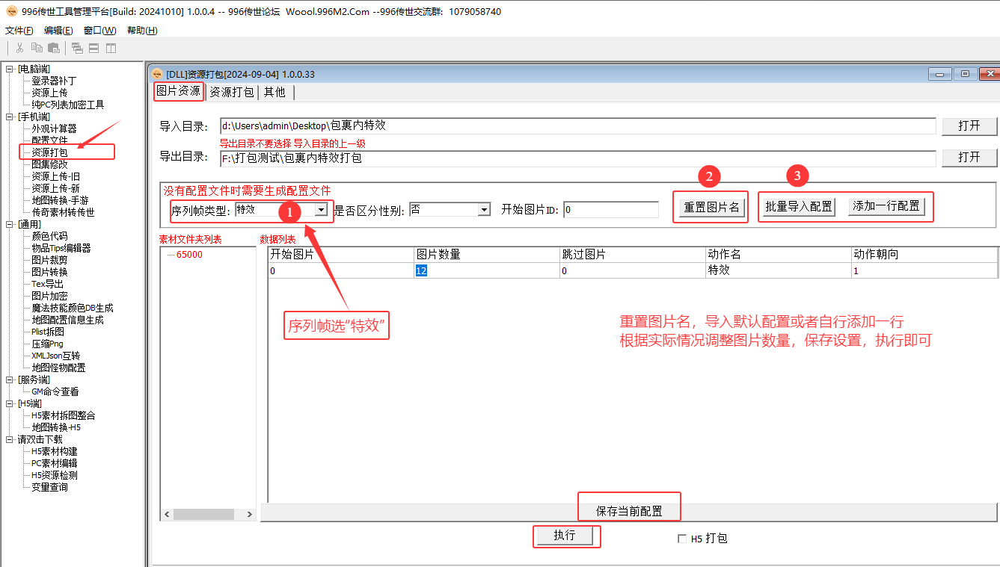 996传世工具管理平台[Build: 20241010] 1.0.0.4 -- 996传世论坛 Woool.996M2.Com --996传世交流群: 1079058740
文件(F) 编辑(E) 窗口(W) 帮助(H)
[电脑端]
登录器补丁
资源上传
纯PC列表加密工具
[手机端]
外观计算器
配置文件
资源打包
图集修改
资源上传-旧
资源上传-新
地图转换-手游
传奇素材转传世
[通用]
颜色代码
物品Tips编辑器
图片裁剪
图片转换
Tex导出
图片加密
魔法技能颜色DB生成
地图配置信息生成
Plist拆图
压缩Png
XMLJson互转
地图怪物配置
[服务端]
GM命令查看
[H5端]
H5素材拆图整合
地图转换-H5
请双击下载
H5素材构建
PC素材编辑
H5资源检测
变量查询
[DLL]资源打包[2024-09-04] 1.0.0.33
图片资源 资源打包 其他
导入目录: d:\Users\admin\Desktop\包裹内特效 打开
导出目录不要选择 导入目录的上一级
导出目录: F:\打包测试\包裹内特效打包 打开
没有配置文件时需要生成配置文件
2 3
序列帧类型: 特效 1 是否区分性别: 否 开始图片ID: 0 重置图片名 批量导入配置 添加一行配置
素材文件夹列表 数据列表
65000
开始图片 图片数量 跳过图片 动作名 动作朝向
0 12 0 特效 1
序列帧选"特效"
重置图片名，导入默认配置或者自行添加一行
根据实际情况调整图片数量，保存设置，执行即可
保存当前配置
执行 H5 打包